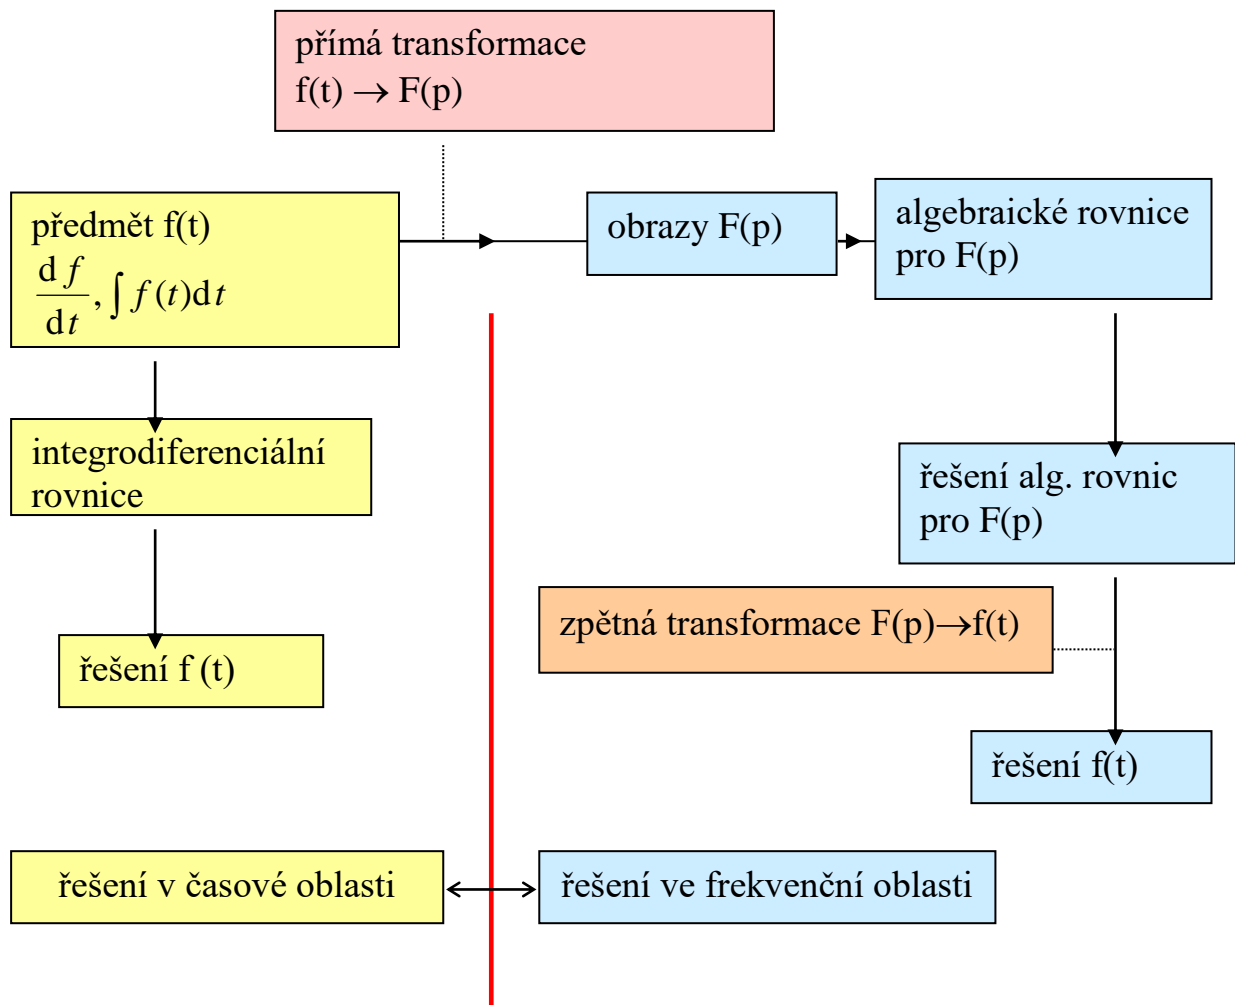 přímá transformace
f(t) → F(p)
předmět f(t)
d f
d t
, ∫ f (t)d t
obrazy F(p)
algebraické rovnice
pro F(p)
integrodiferenciální
rovnice
řešení alg. rovnic
pro F(p)
zpětná transformace F(p)→f(t)
řešení f (t)
řešení f(t)
řešení v časové oblasti
řešení ve frekvenční oblasti